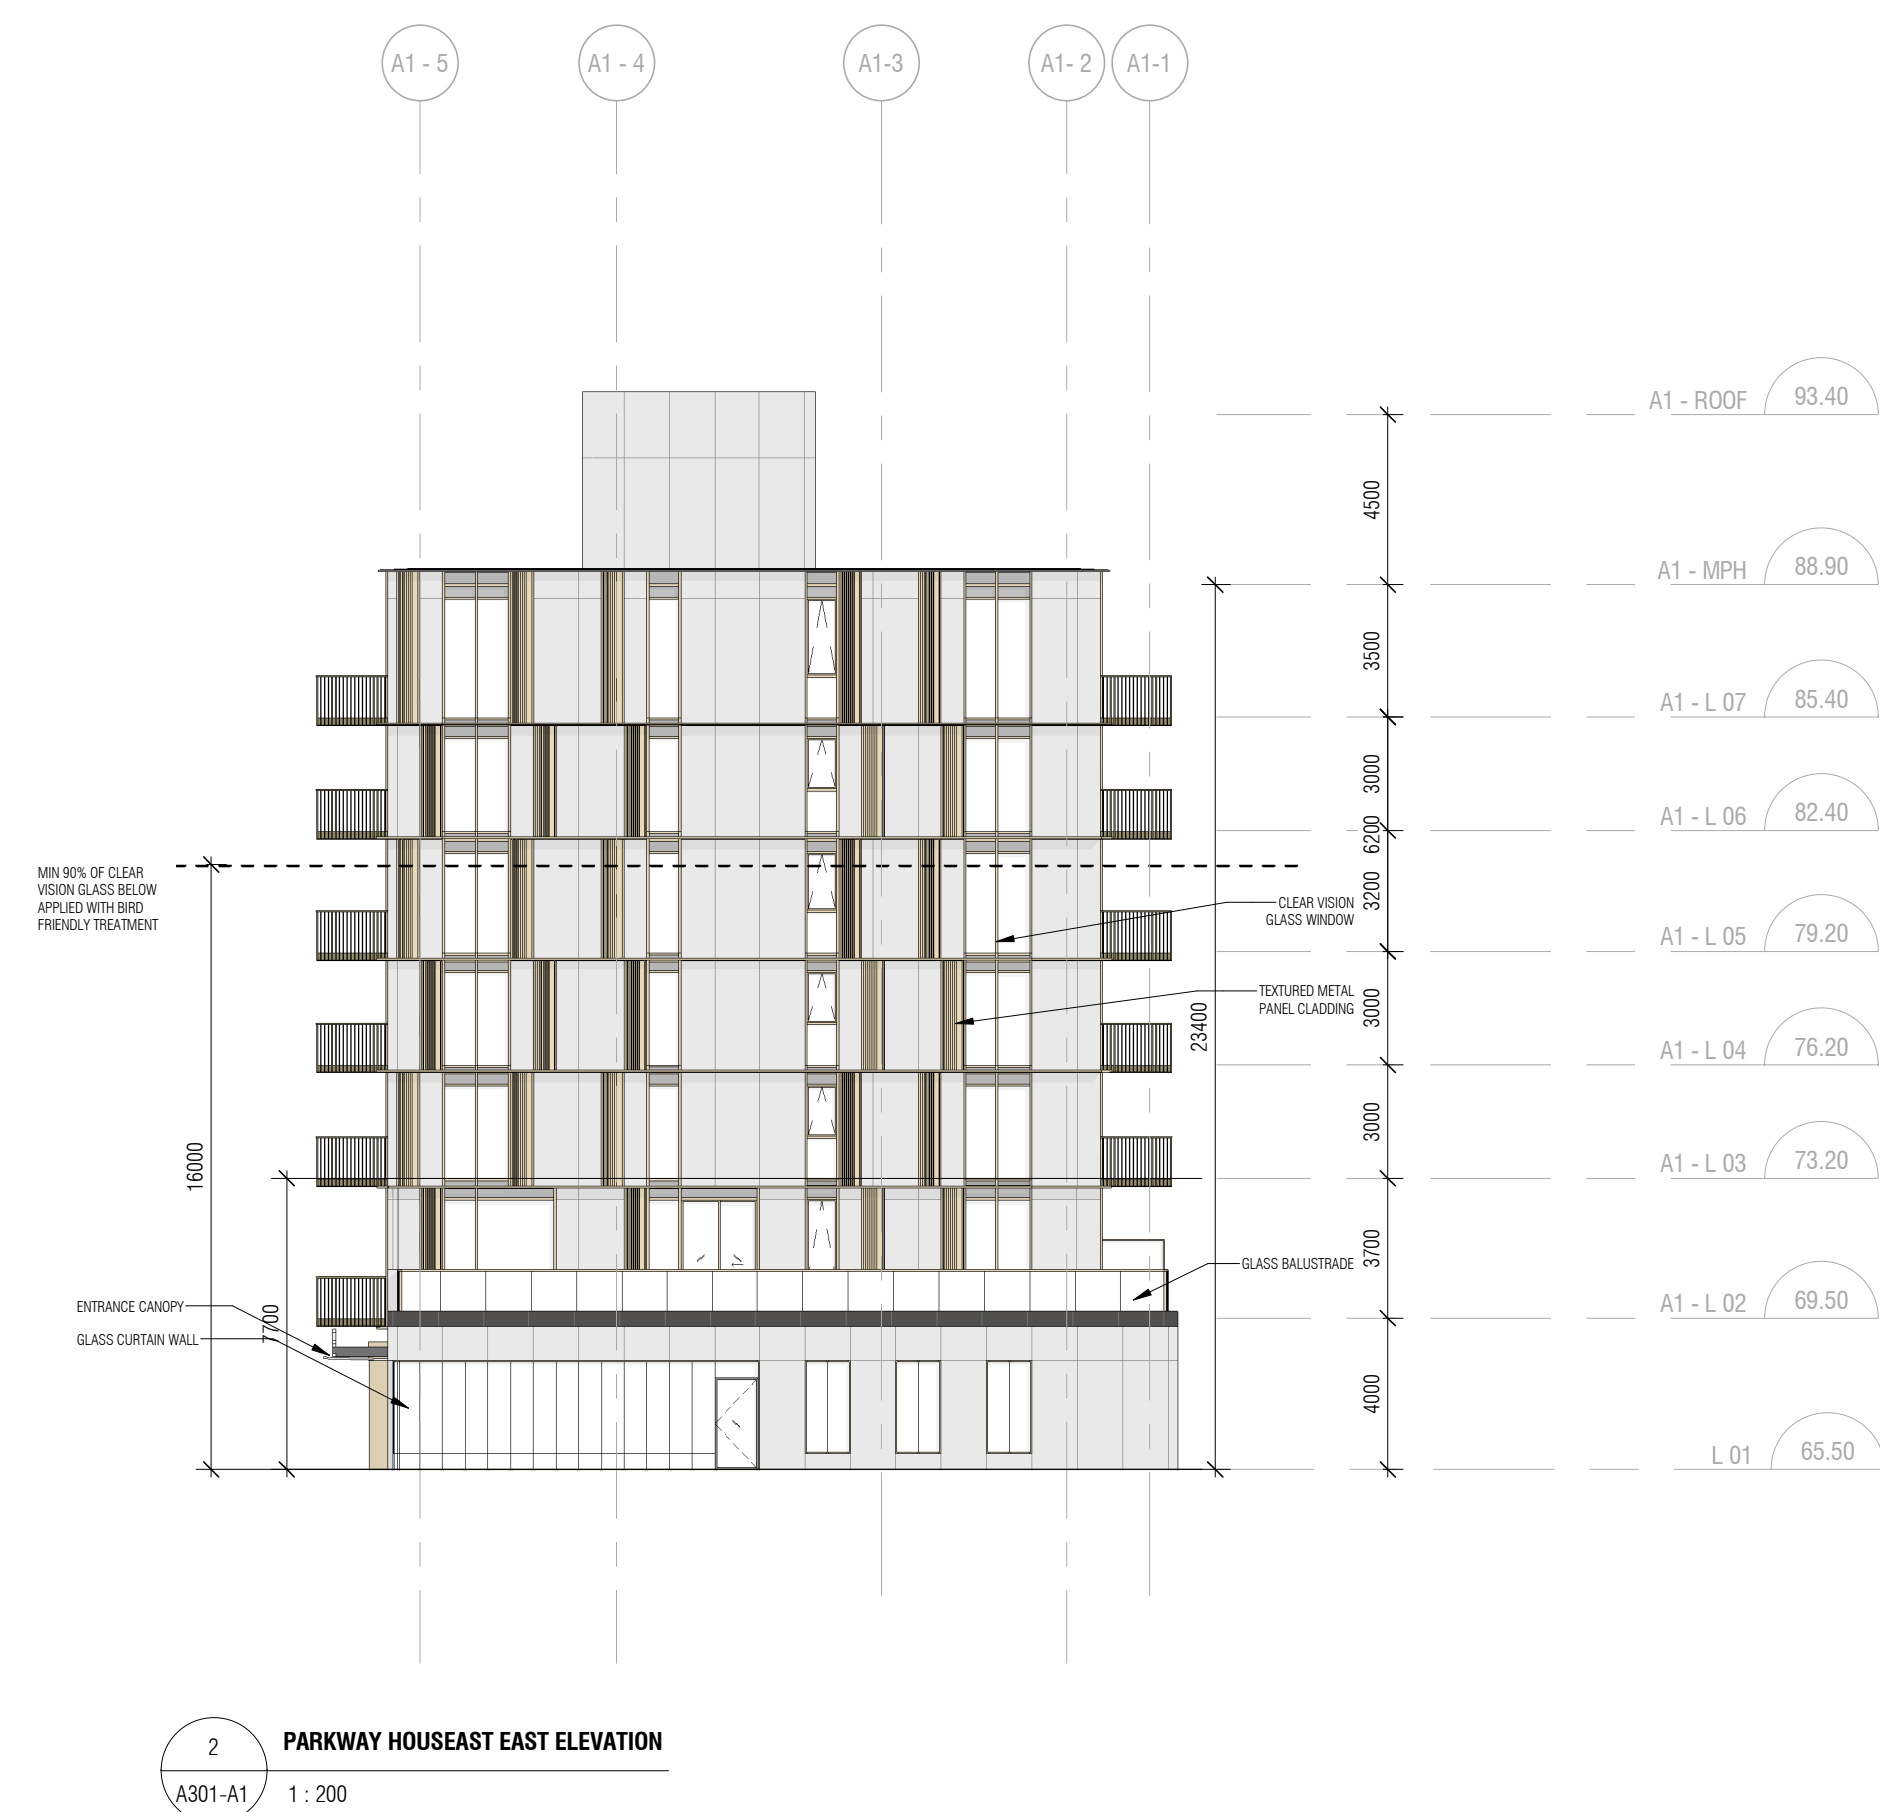 A1 - 5
A1 - 4
A1-3
A1- 2
A1-1
A1 - ROOF
93.40
4500
A1 - MPH
88.90
3500
A1 - L 07
85.40
3000
A1 - L 06
82.40
6200
MIN 90% OF CLEAR
VISION GLASS BELOW
APPLIED WITH BIRD
FRIENDLY TREATMENT
CLEAR VISION
GLASS WINDOW
3200
A1 - L 05
79.20
TEXTURED METAL
PANEL CLADDING
23400
3000
A1 - L 04
76.20
16000
3000
A1 - L 03
73.20
GLASS BALUSTRADE
3700
A1 - L 02
69.50
ENTRANCE CANOPY
GLASS CURTAIN WALL
7700
4000
L 01
65.50
2
PARKWAY HOUSEAST EAST ELEVATION
A301-A1
1 : 200